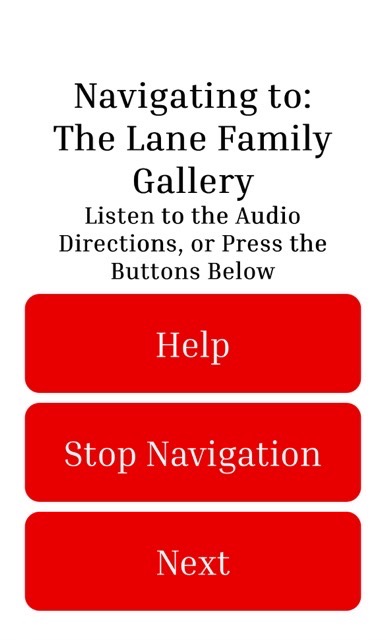 Navigating to:
The Lane Family
Gallery
Listen to the Audio
Directions, or Press the
Buttons Below
Help
Stop Navigation
Next